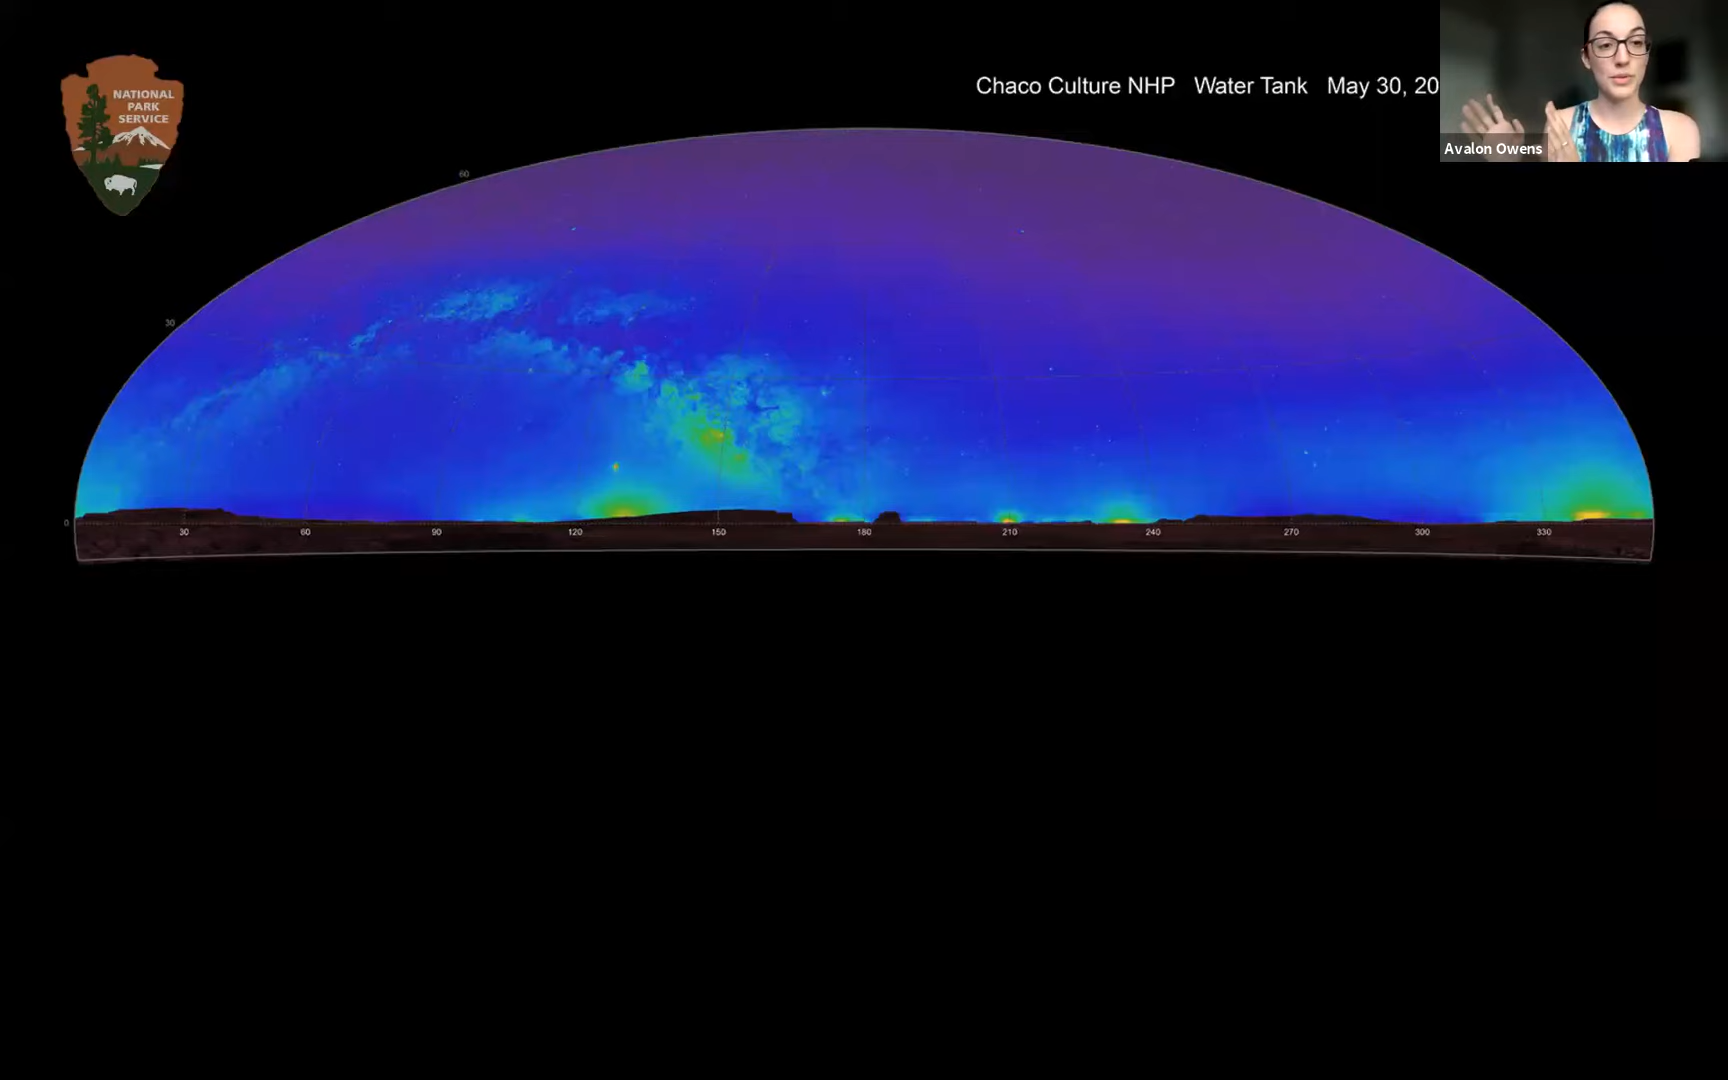 NATIONAL
PARK
SERVICE
Chaco Culture NHP Water Tank May 30, 20
Avalon Owens
60
30
0
30 60 90 120 150 180 210 240 270 300 330